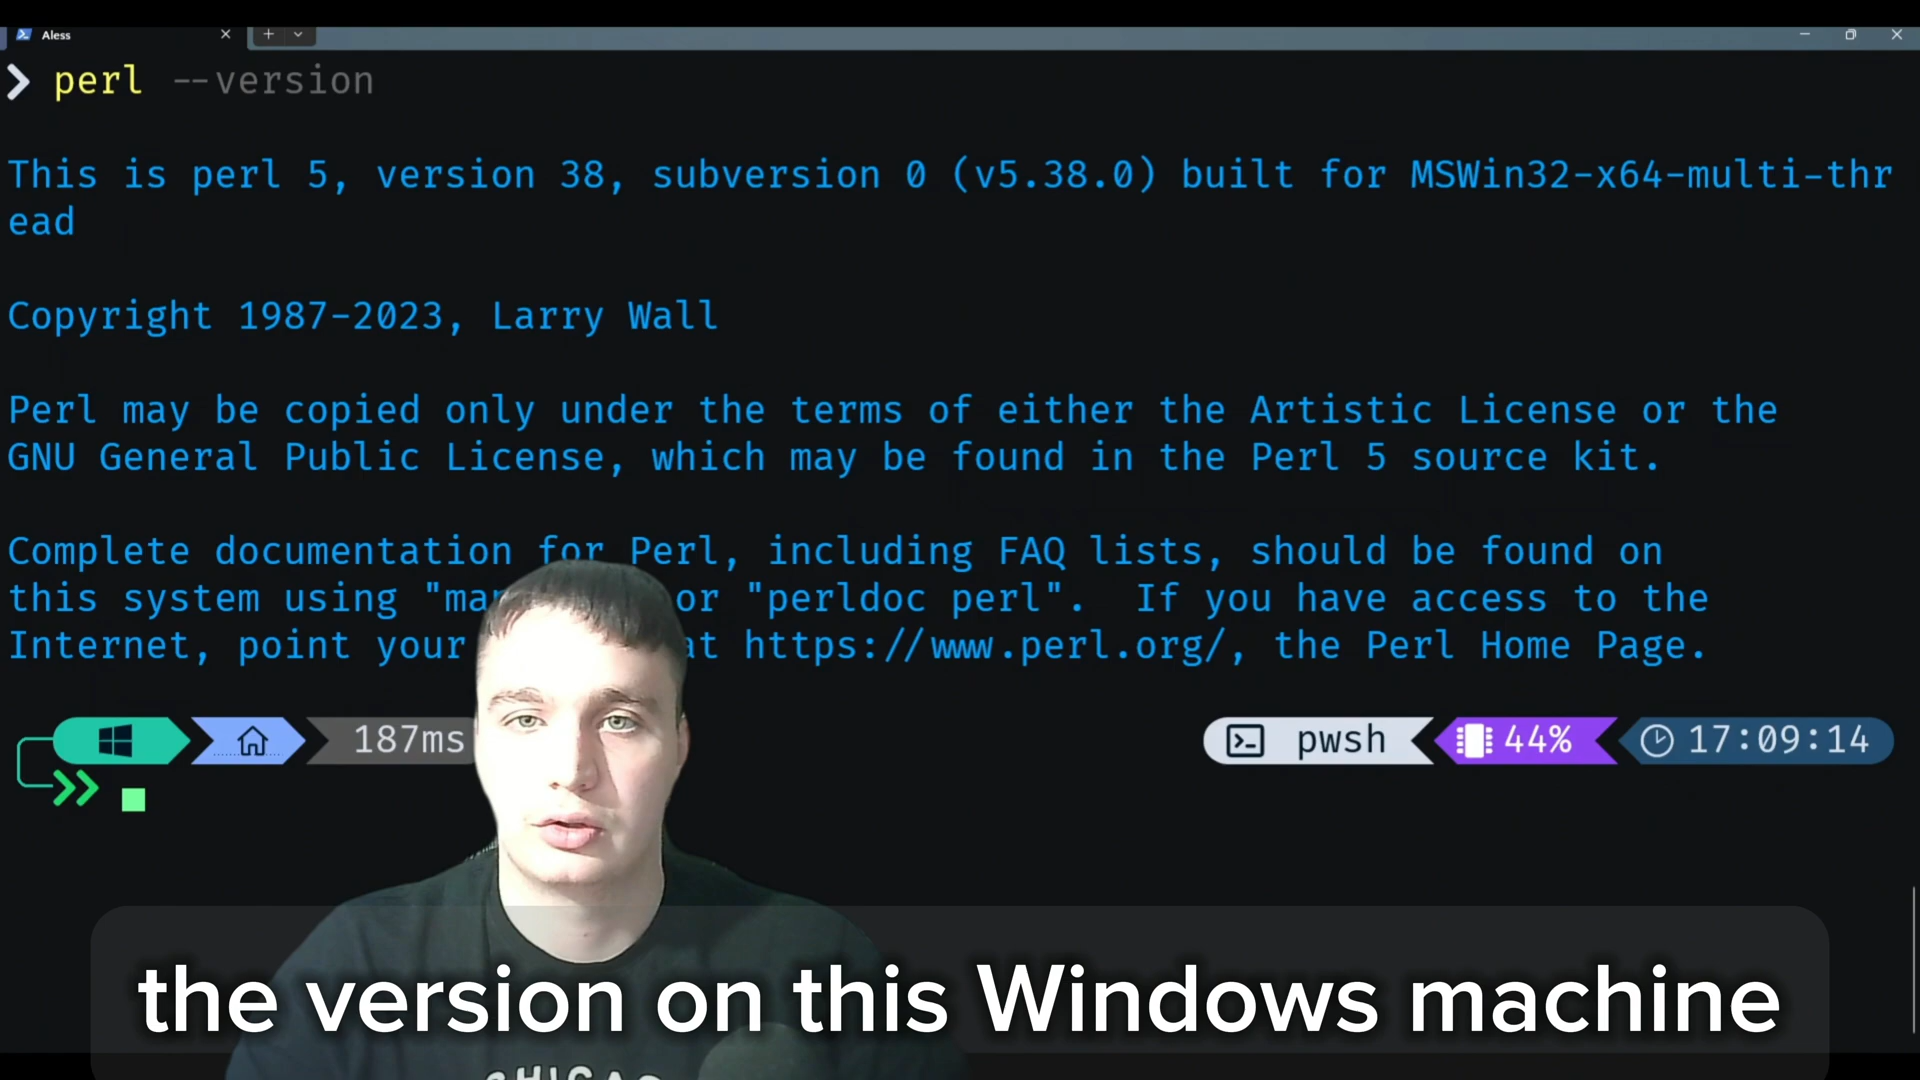 Aless
perl --version
This is perl 5, version 38, subversion 0 (v5.38.0) built for MSWin32-x64-multi-thr
ead
Copyright 1987-2023, Larry Wall
Perl may be copied only under the terms of either the Artistic License or the
GNU General Public License, which may be found in the Perl 5 source kit.
Complete documentation for Perl, including FAQ lists, should be found on
this system using "ma or "perldoc perl". If you have access to the
Internet, point your at https://www.perl.org/, the Perl Home Page.
187ms pwsh 44% 17:09:14
the version on this Windows machine